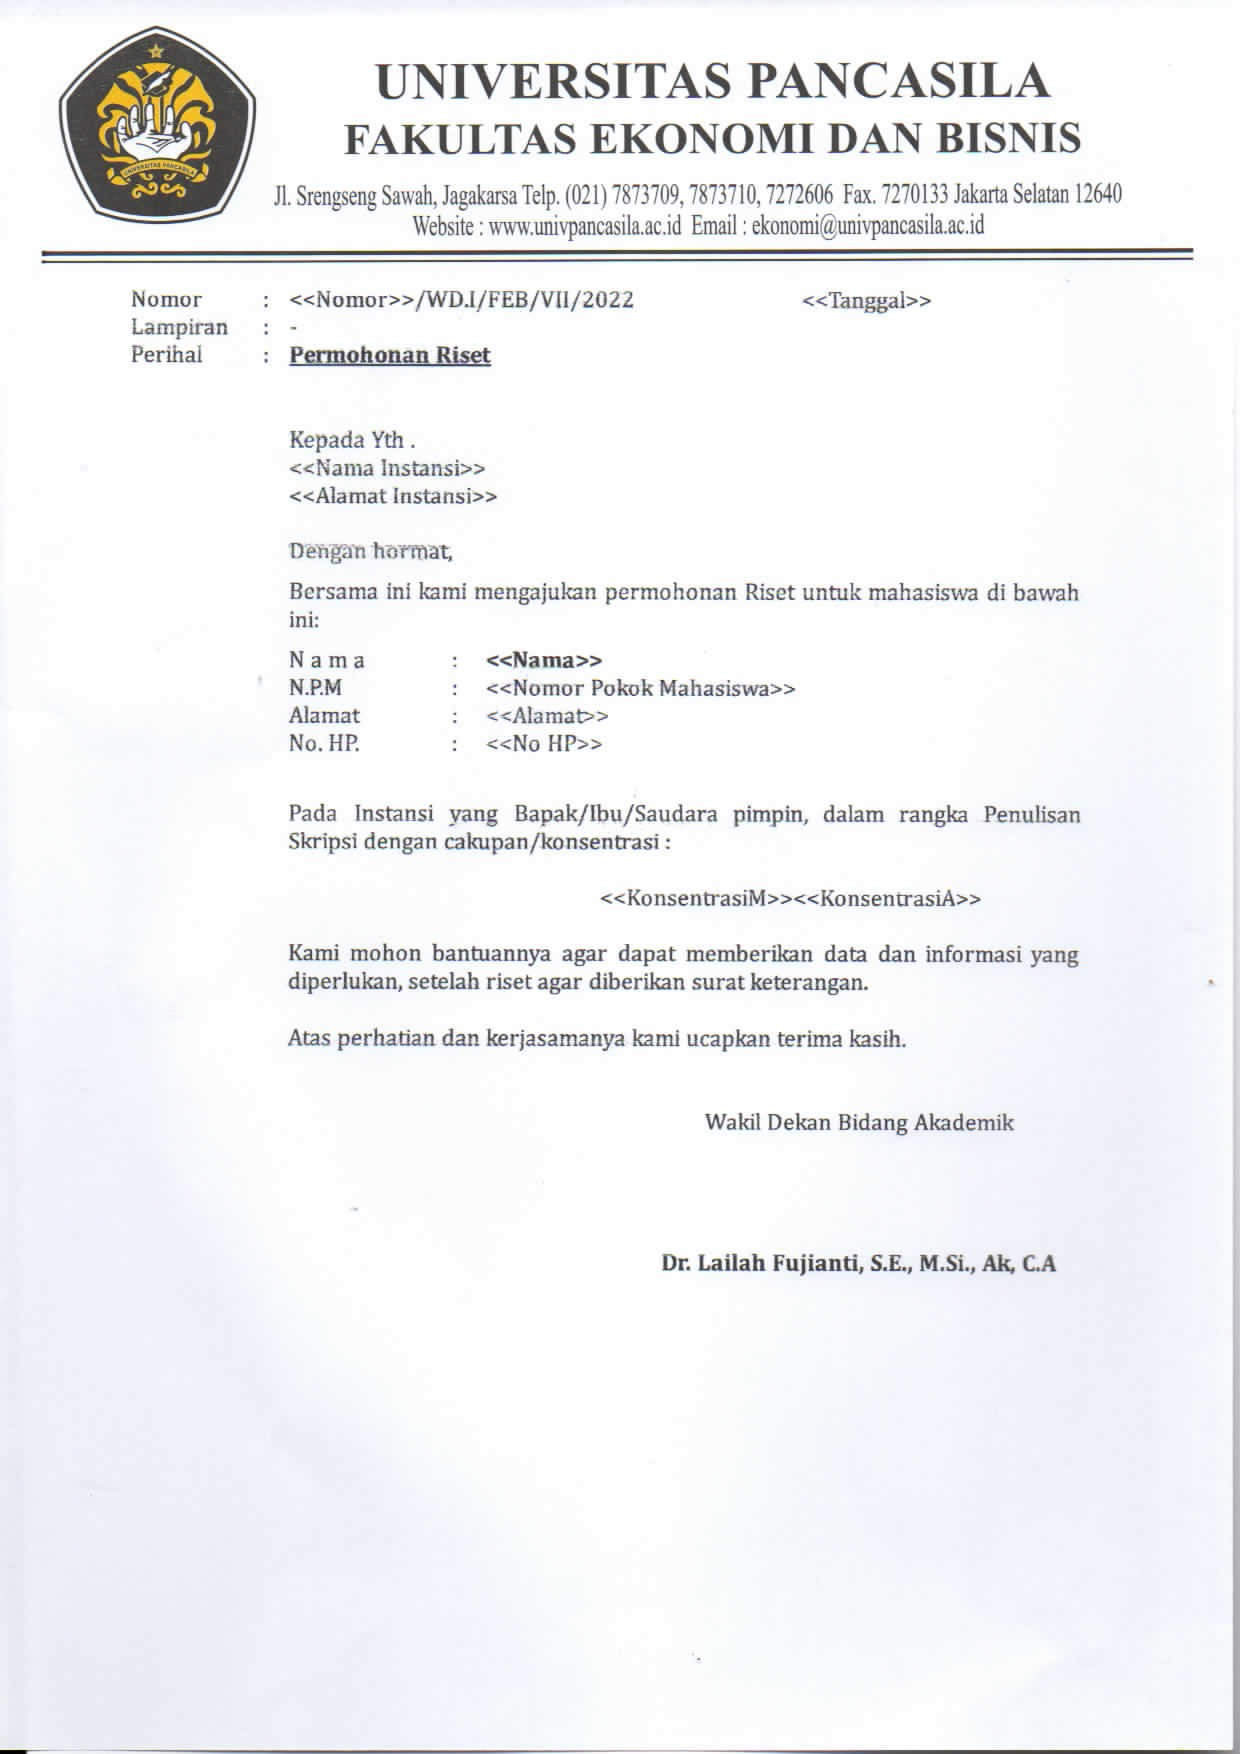 UNIVERSITAS PANCASILA
UNIVERSITAS PANCASILA
FAKULTAS EKONOMI DAN BISNIS
Jl. Srengseng Sawah, Jagakarsa Telp. (021) 7873709, 7873710, 7272606 Fax. 7270133 Jakarta Selatan 12640
Website : www.univpancasila.ac.id Email : ekonomi@univpancasila.ac.id
Nomor : <<Nomor>>/WD.I/FEB/VII/2022 <<Tanggal>>
Lampiran : -
Perihal : Permohonan Riset
Kepada Yth .
<<Nama Instansi>>
<<Alamat Instansi>>
Dengan hormat,
Bersama ini kami mengajukan permohonan Riset untuk mahasiswa di bawah
ini:
N a m a : <<Nama>>
N.P.M : <<Nomor Pokok Mahasiswa>>
Alamat : <<Alamat>>
No. HP. : <<No HP>>
Pada Instansi yang Bapak/Ibu/Saudara pimpin, dalam rangka Penulisan
Skripsi dengan cakupan/konsentrasi :
<<KonsentrasiM>><<KonsentrasiA>>
Kami mohon bantuannya agar dapat memberikan data dan informasi yang
diperlukan, setelah riset agar diberikan surat keterangan.
Atas perhatian dan kerjasamanya kami ucapkan terima kasih.
Wakil Dekan Bidang Akademik
Dr. Lailah Fujianti, S.E., M.Si., Ak, C.A